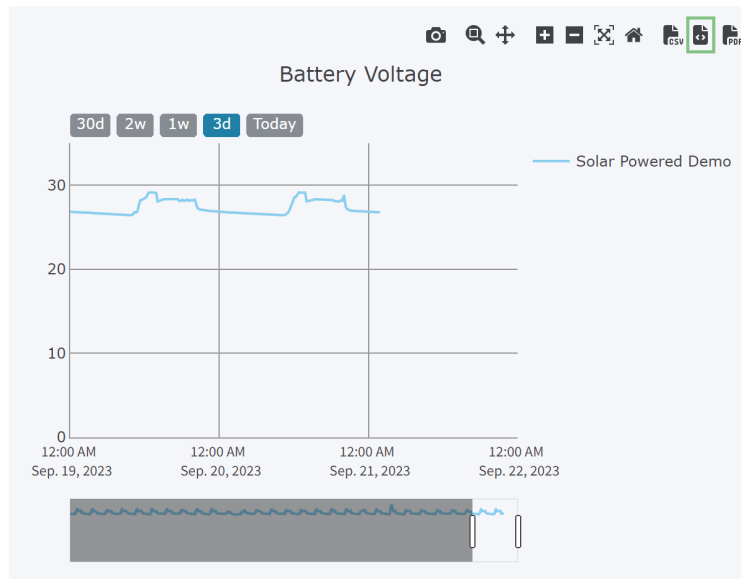 CSV
PDF
Battery Voltage
30d 2w 1w 3d Today
Solar Powered Demo
30
20
10
0
12:00 AM 12:00 AM 12:00 AM 12:00 AM
Sep. 19, 2023 Sep. 20, 2023 Sep. 21, 2023 Sep. 22, 2023